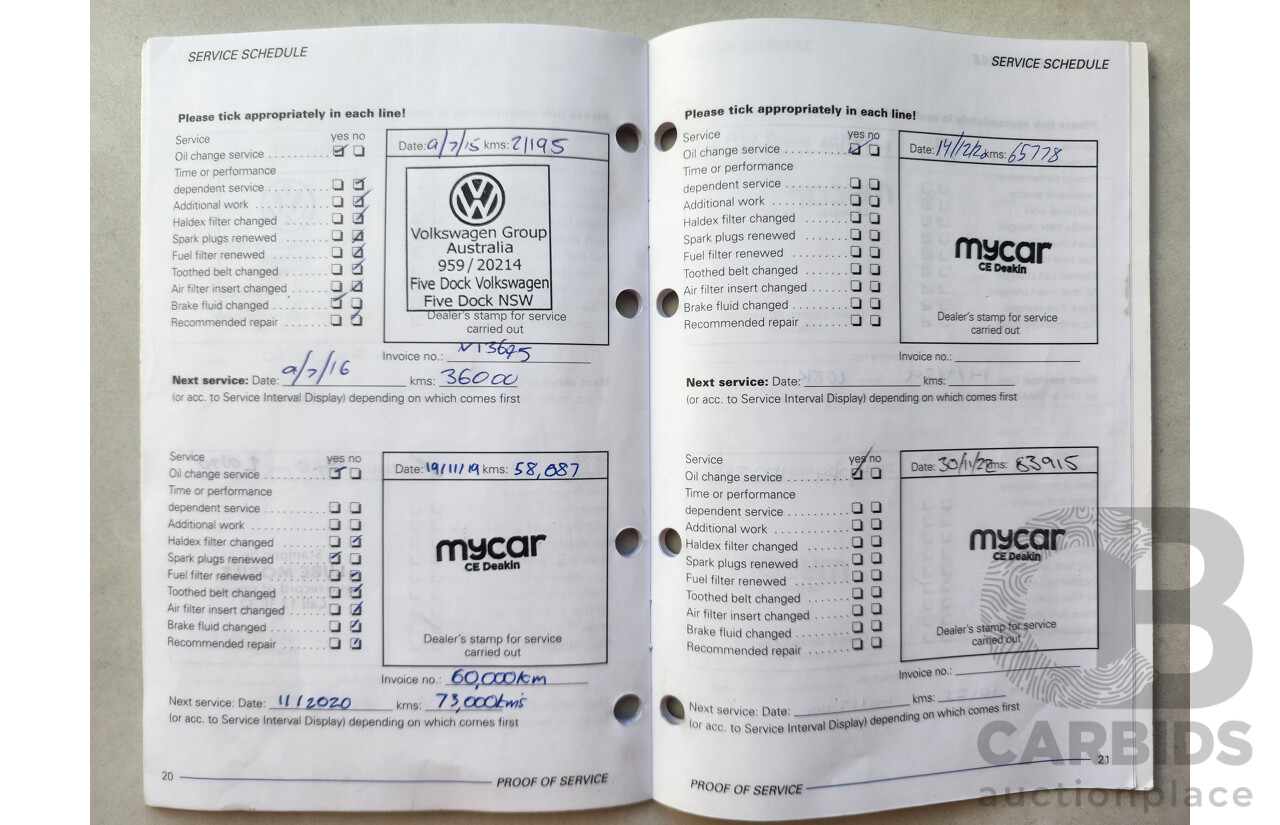 SERVICE SCHEDULE
Please tick appropriately in each line!
Service yes no
Oil change service
Time or performance
dependent service
Additional work
Haldex filter changed
Spark plugs renewed
Fuel filter renewed
Toothed belt changed
Air filter insert changed
Brake fluid changed
Recommended repair
Date: 9/7/15 kms: 21195
Volkswagen Group
Australia
959/20214
Five Dock Volkswagen
Five Dock NSW
Dealer's stamp for service
carried out
Invoice no.:
Next service: Date: 9/7/16 kms: 36000
(or acc. to Service Interval Display) depending on which comes first
Service yes no
Oil change service
Time or performance
dependent service
Additional work
Haldex filter changed
Spark plugs renewed
Fuel filter renewed
Toothed belt changed
Air filter insert changed
Brake fluid changed
Recommended repair
Date: 19/11/19 kms: 58,087
mycar
CE Deakin
Dealer's stamp for service
carried out
Invoice no.: 60,000km
Next service: Date: 11/2020 kms: 73,000kms
(or acc. to Service Interval Display) depending on which comes first
20
PROOF OF SERVICE
SERVICE SCHEDULE
Please tick appropriately in each line!
Service yes no
Oil change service
Time or performance
dependent service
Additional work
Haldex filter changed
Spark plugs renewed
Fuel filter renewed
Toothed belt changed
Air filter insert changed
Brake fluid changed
Recommended repair
Date: 14/12/20 kms: 65778
mycar
CE Deakin
Dealer's stamp for service
carried out
Invoice no.:
Next service: Date: kms:
(or acc. to Service Interval Display) depending on which comes first
Service yes no
Oil change service
Time or performance
dependent service
Additional work
Haldex filter changed
Spark plugs renewed
Fuel filter renewed
Toothed belt changed
Air filter insert changed
Brake fluid changed
Recommended repair
Date: 30/11/22 kms: 83915
mycar
CE Deakin
Dealer's stamp for service
carried out
Invoice no.:
Next service: Date: kms:
(or acc. to Service Interval Display) depending on which comes first
PROOF OF SERVICE
21
CB
CARBIDS
auctionplace